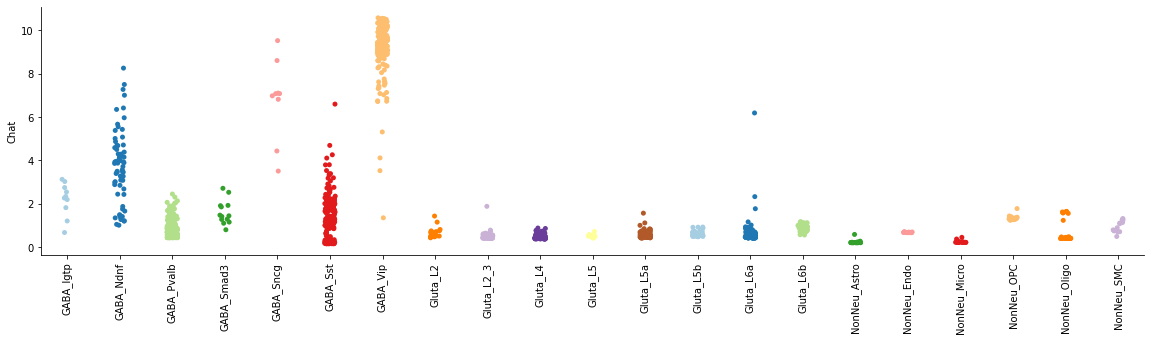 10
8
6
4
2
0
Chat
GABA_Igtp
GABA_Ndnf
GABA_Pvalb
GABA_Smad3
GABA_Sncg
GABA_Sst
GABA_Vip
Gluta_L2
Gluta_L2_3
Gluta_L4
Gluta_L5
Gluta_L5a
Gluta_L5b
Gluta_L6a
Gluta_L6b
NonNeu_Astro
NonNeu_Endo
NonNeu_Micro
NonNeu_OPC
NonNeu_Oligo
NonNeu_SMC